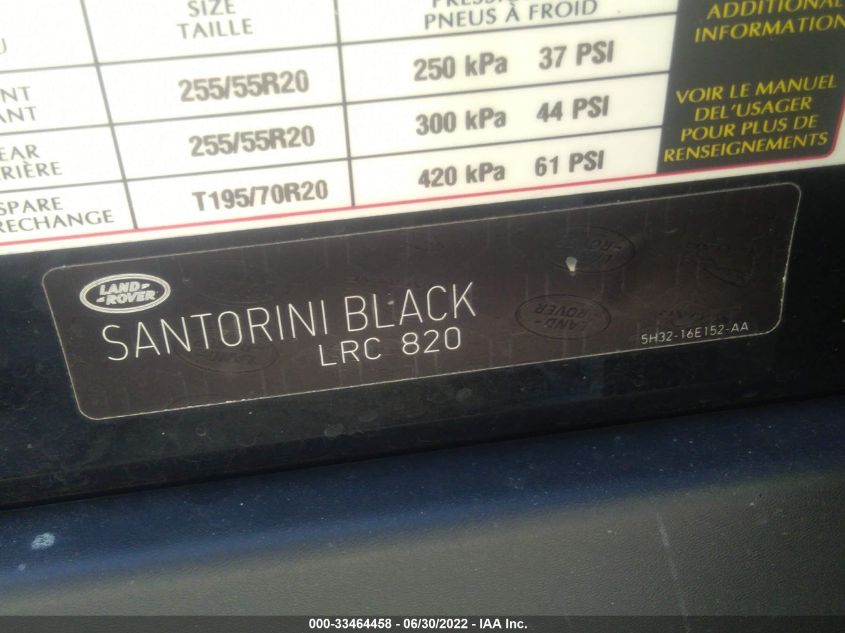 SIZE
TAILLE
PNEUS À FROID
ADDITIONAL
INFORMATION
255/55R20 250 kPa 37 PSI
255/55R20 300 kPa 44 PSI
SPARE
RECHANGE
T195/70R20 420 kPa 61 PSI
VOIR LE MANUEL
DEL'USAGER
POUR PLUS DE
RENSEIGNEMENTS
LAND-
-ROVER
SANTORINI BLACK
LRC 820
5H32-16E152-AA
LAND-
-ROVER
000-33464458 - 06/30/2022 - IAA Inc.